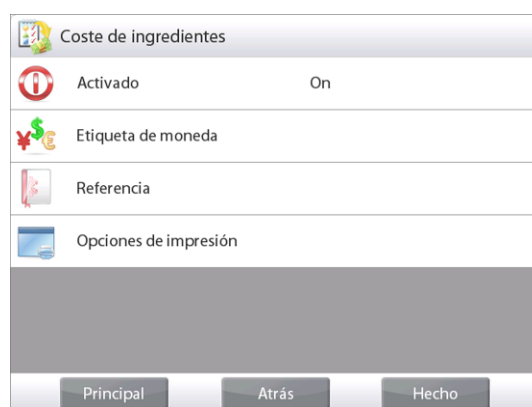 Coste de ingredientes
Activado On
Etiqueta de moneda
Referencia
Opciones de impresión
Principal Atrás Hecho